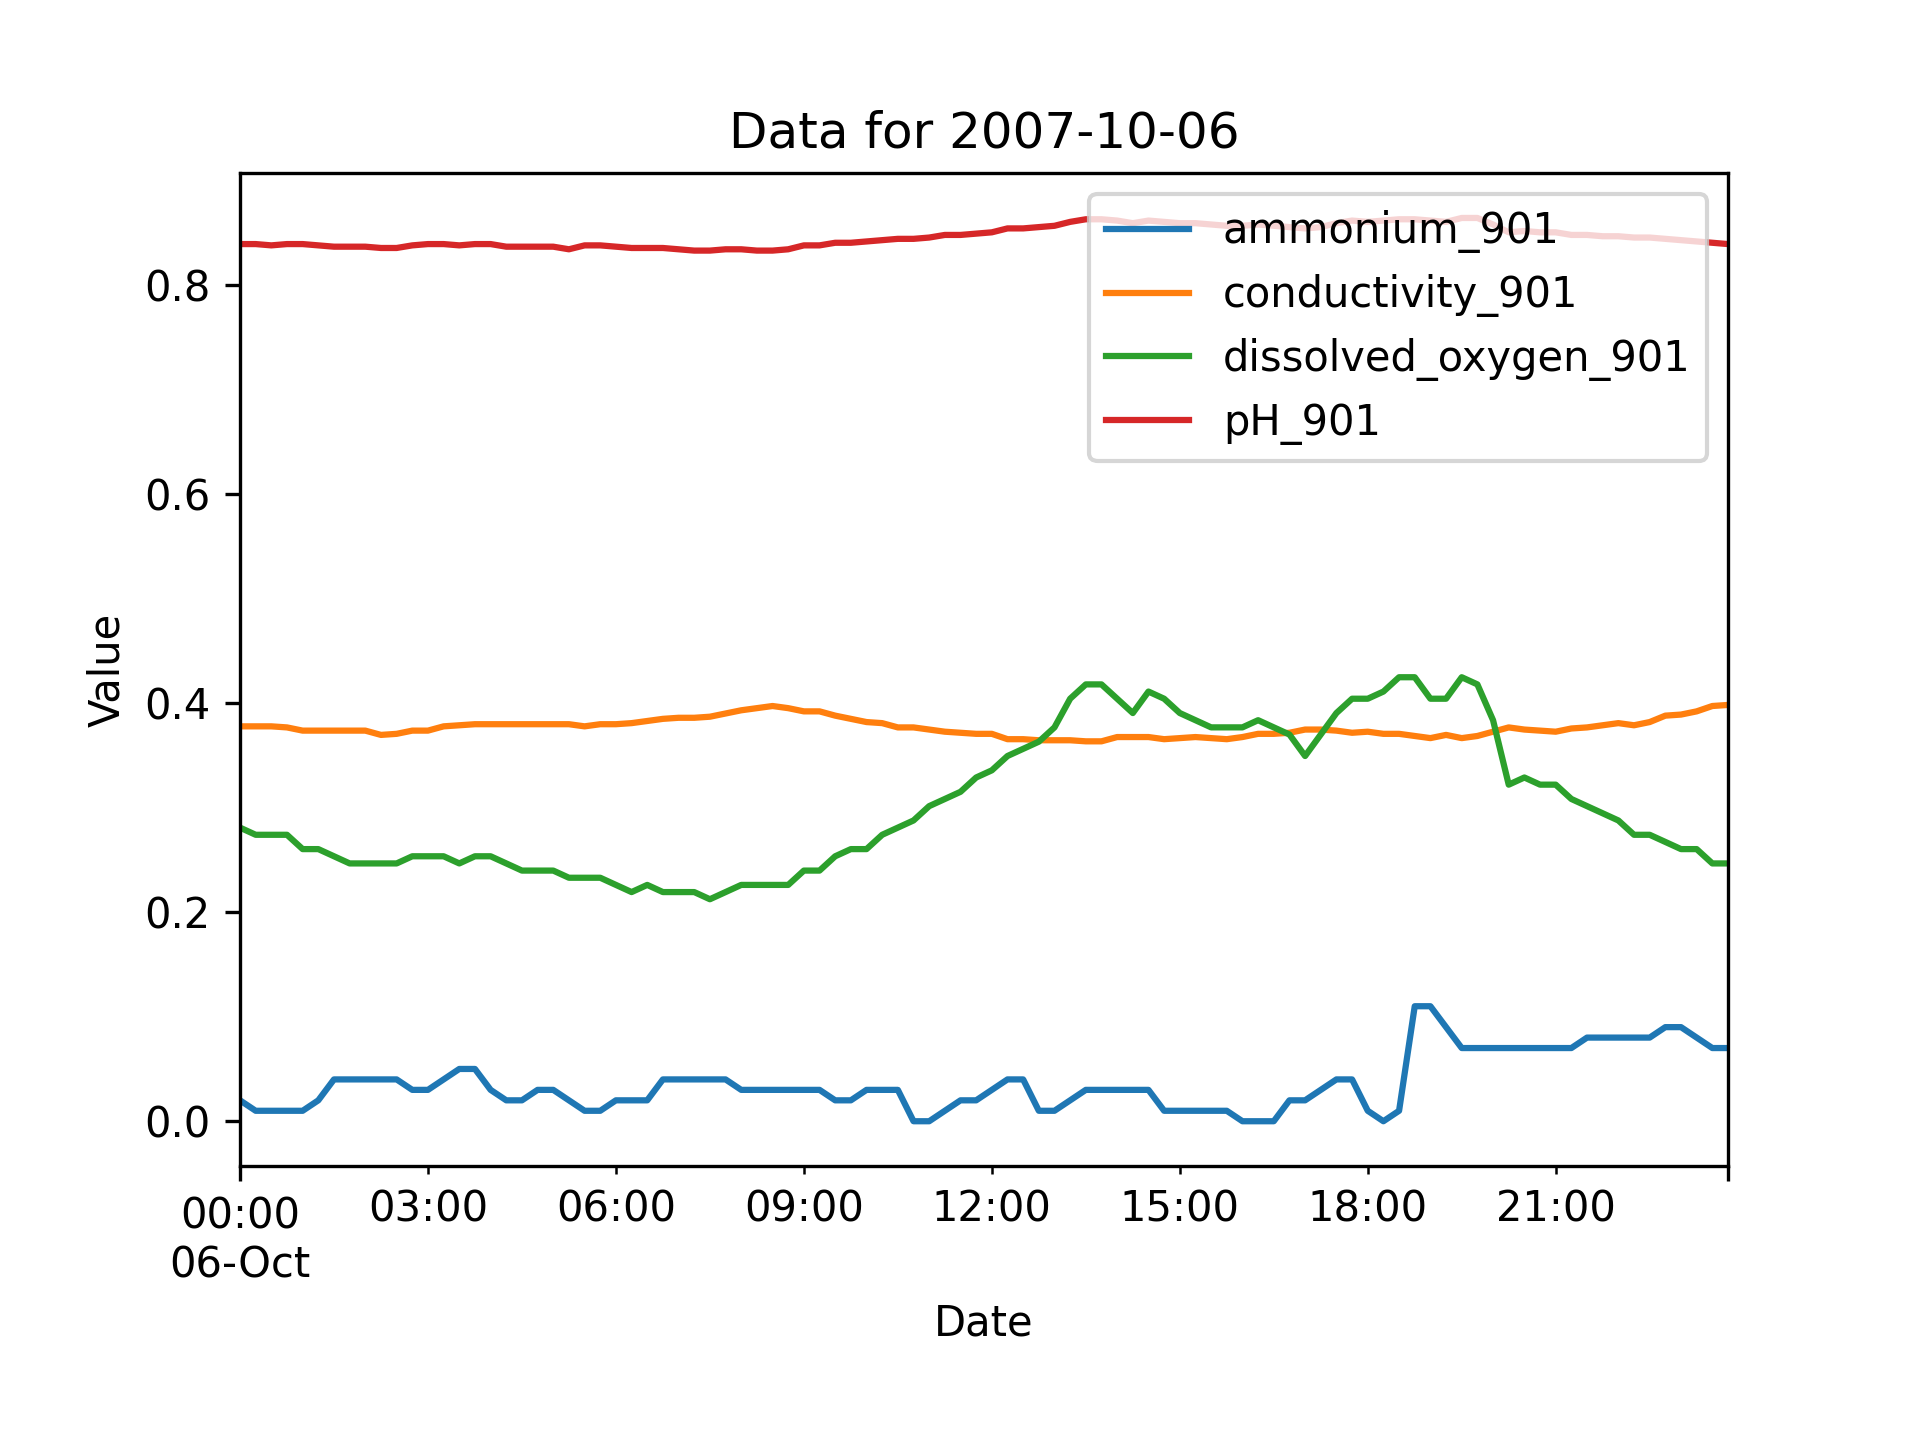 Data for 2007-10-06
ammonium_901
conductivity_901
dissolved_oxygen_901
pH_901
Value
0.8
0.6
0.4
0.2
0.0
00:00 03:00 06:00 09:00 12:00 15:00 18:00 21:00
06-Oct
Date